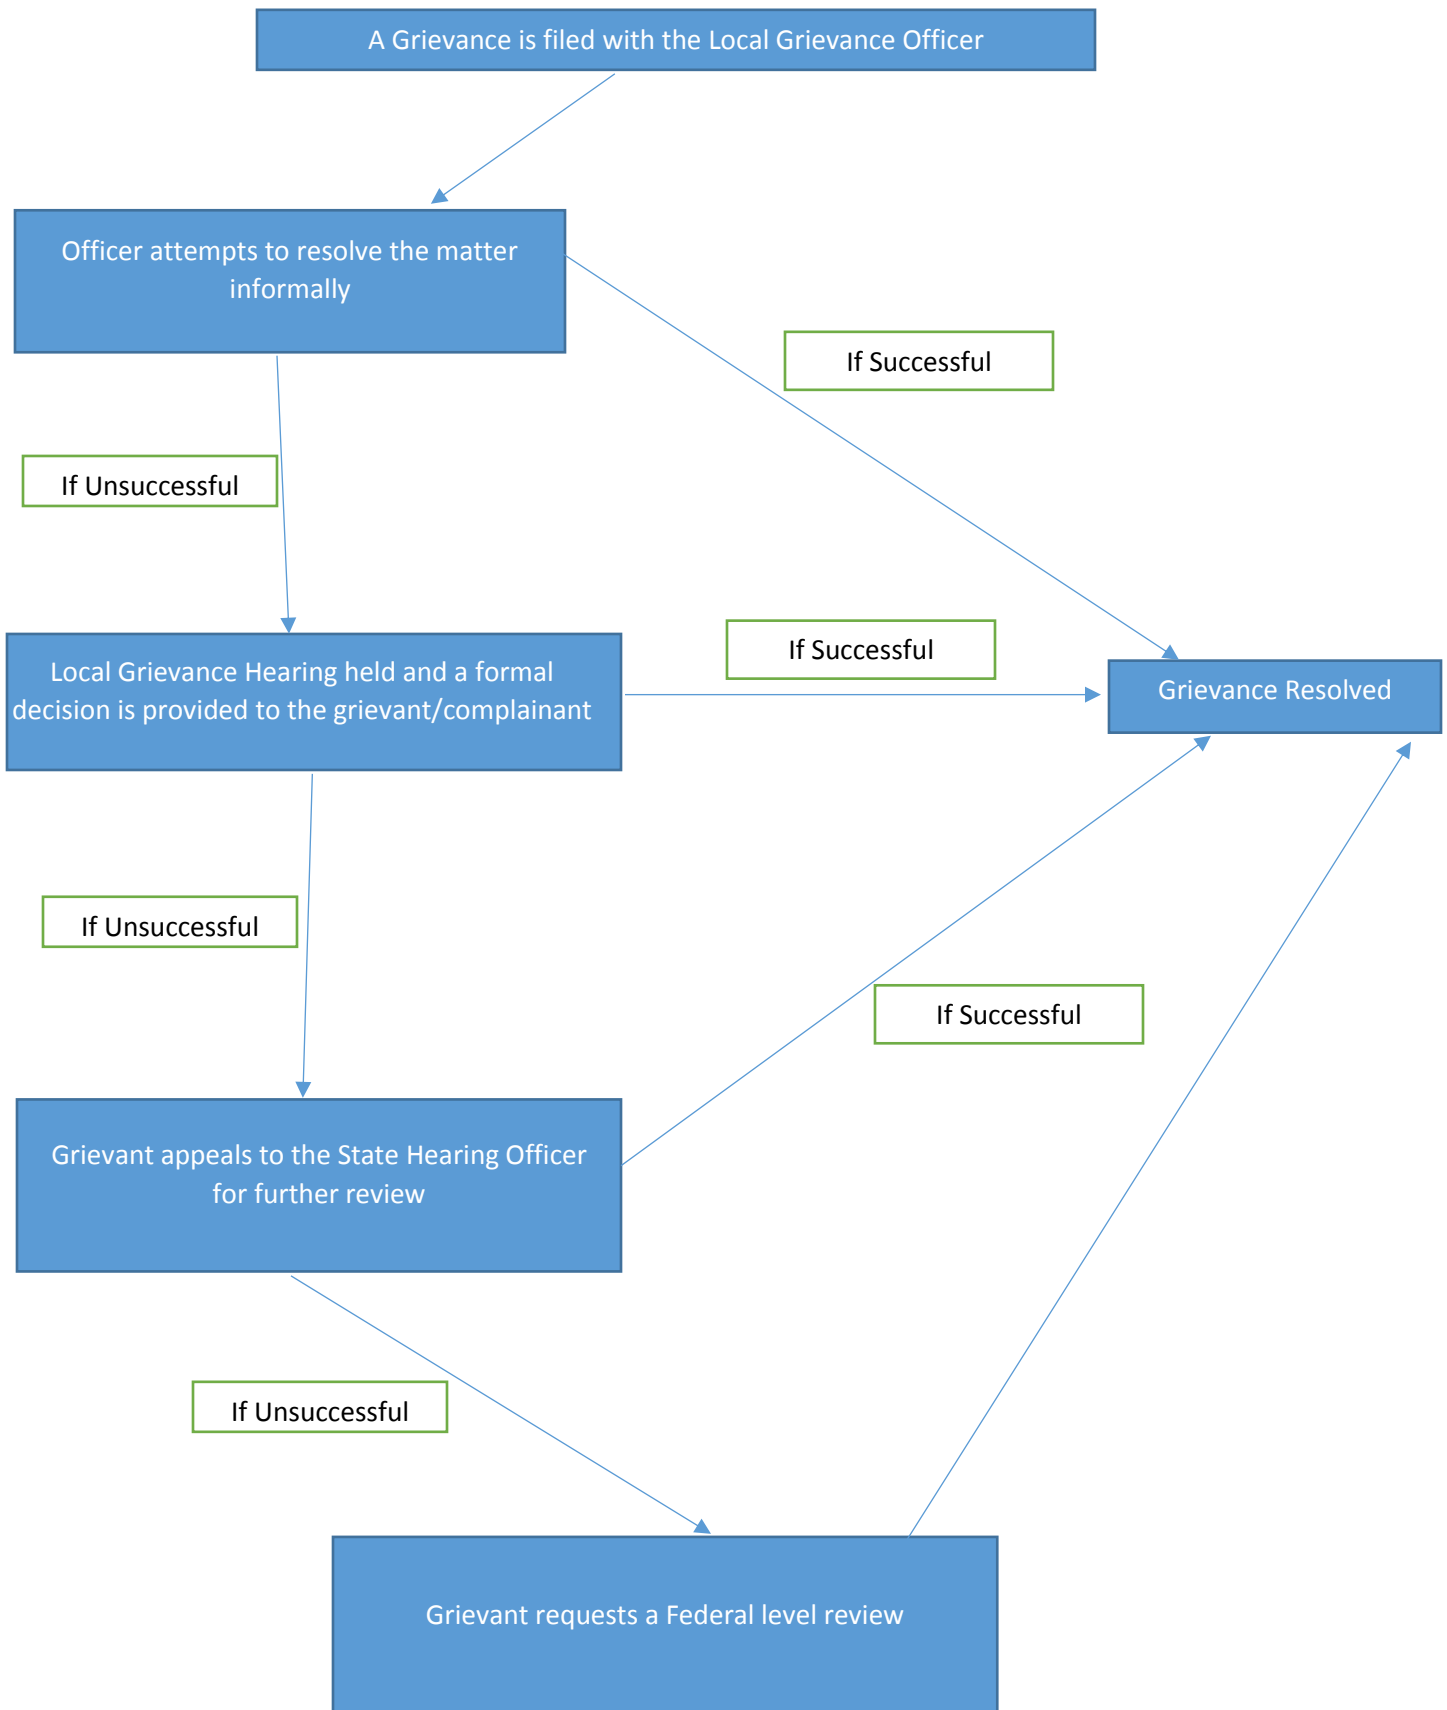 A Grievance is filed with the Local Grievance Officer
Officer attempts to resolve the matter
informally
If Successful
If Unsuccessful
Local Grievance Hearing held and a formal
decision is provided to the grievant/complainant
If Successful
Grievance Resolved
If Unsuccessful
If Successful
Grievant appeals to the State Hearing Officer
for further review
If Unsuccessful
Grievant requests a Federal level review